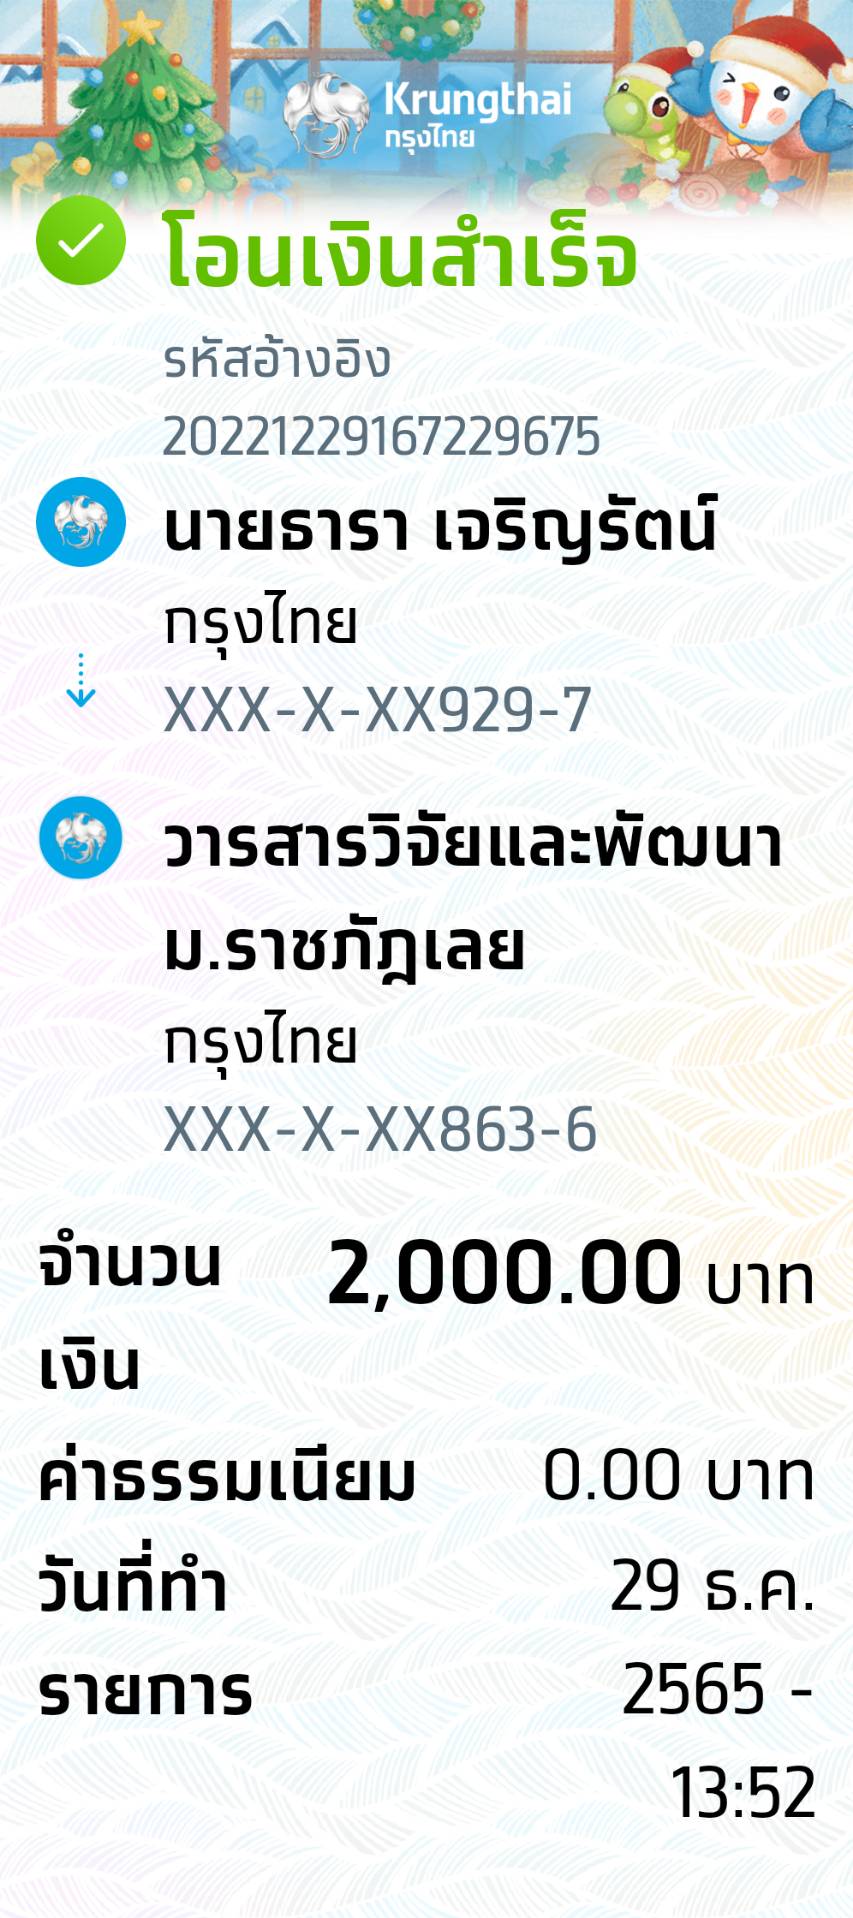 Krungthai
กรุงไทย
โอนเงินสำเร็จ
รหัสอ้างอิง
20221229167229675
นายธารา เจริญรัตน์
กรุงไทย
XXX-X-XX929-7
วารสารวิจัยและพัฒนา
ม.ราชภัฎเลย
กรุงไทย
XXX-X-XX863-6
จำนวน 2,000.00 บาท
เงิน
ค่าธรรมเนียม 0.00 บาท
วันที่ทำ 29 ธ.ค.
รายการ 2565 -
13:52